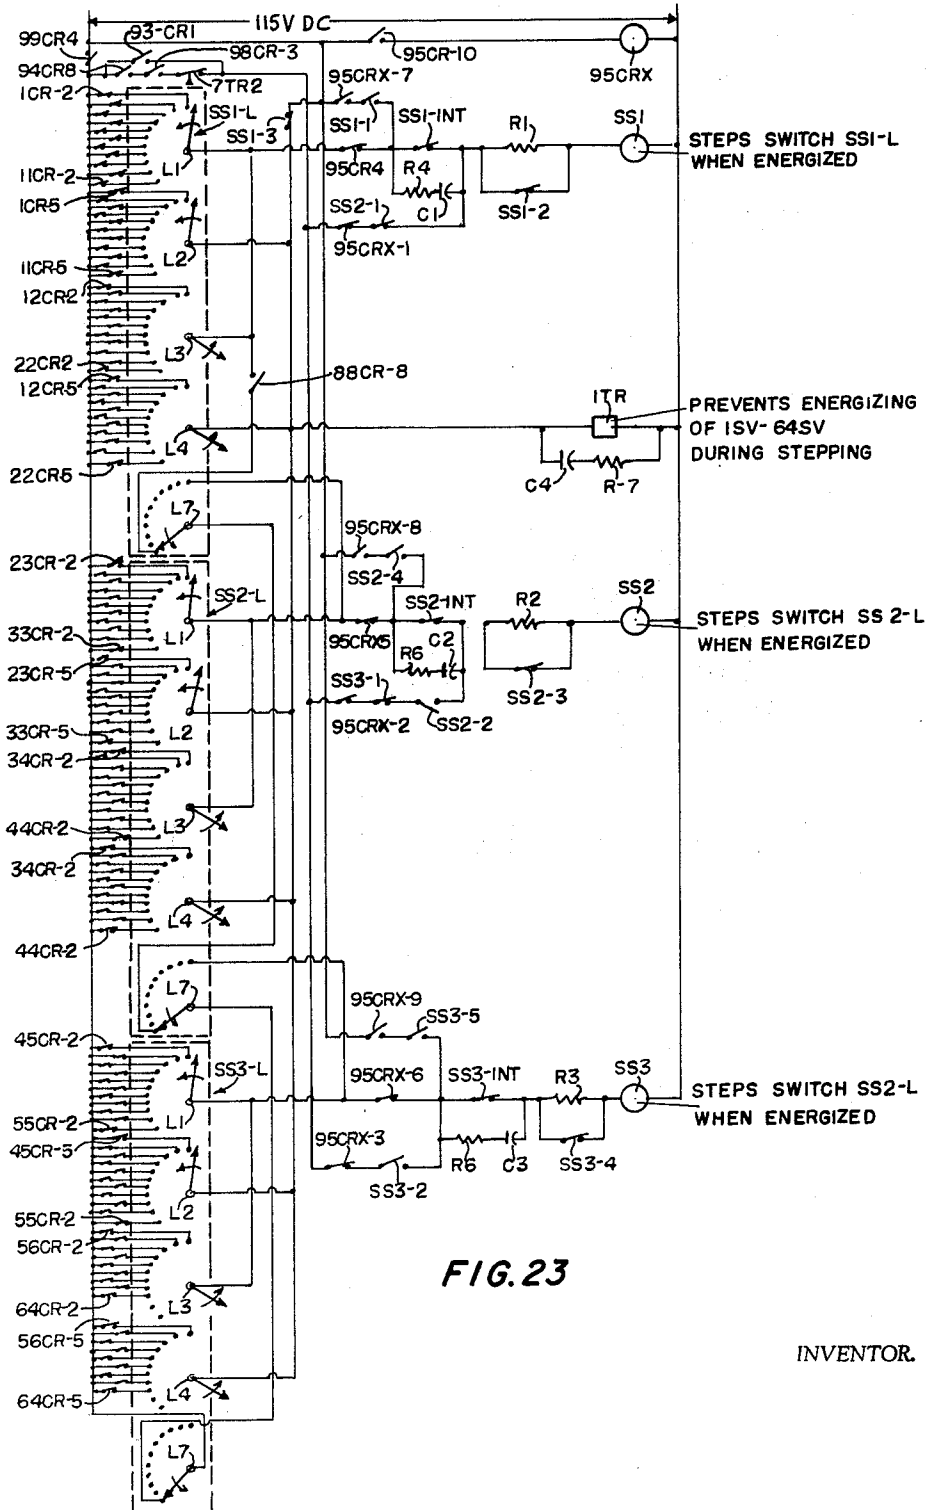 115V DC
99CR4
93-CR1
98CR-3
95CR-10
95CRX
94CR8
7TR2
1CR-2
SS1-L
SS1-3
95CRX-7
SS1-1
SS1-INT
R1
SS1
STEPS SWITCH SS1-L
WHEN ENERGIZED
L1
95CR4
R4
C1
SS1-2
11CR-2
1CR5
SS2-1
95CRX-1
L2
11CR5
12CR2
L3
22CR2
12CR5
88CR-8
1TR
PREVENTS ENERGIZING
OF 1SV-64SV
DURING STEPPING
L4
22CR5
C4
R-7
L7
95CRX-8
SS2-4
23CR-2
SS2-L
SS2-INT
R2
SS2
STEPS SWITCH SS 2-L
WHEN ENERGIZED
L1
95CRX5
C2
R6
33CR-2
23CR-5
SS3-1
SS2-3
95CRX-2
SS2-2
L2
33CR-5
34CR-2
L3
44CR-2
34CR-2
L4
44CR-2
L7
95CRX-9
SS3-5
45CR-2
SS3-L
95CRX-6
SS3-INT
R3
SS3
STEPS SWITCH SS2-L
WHEN ENERGIZED
L1
55CR-2
45CR-5
95CRX-3
R6
C3
SS3-4
SS3-2
L2
55CR-2
56CR-2
L3
64CR-2
56CR-5
L4
64CR-5
L7
FIG.23
INVENTOR.